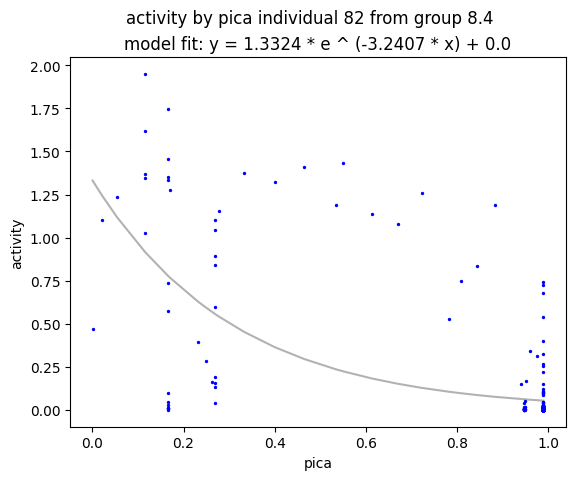 activity by pica individual 82 from group 8.4
model fit: y = 1.3324 * e ^ (-3.2407 * x) + 0.0
2.00
1.75
1.50
1.25
1.00
0.75
0.50
0.25
0.00
activity
0.0 0.2 0.4 0.6 0.8 1.0
pica